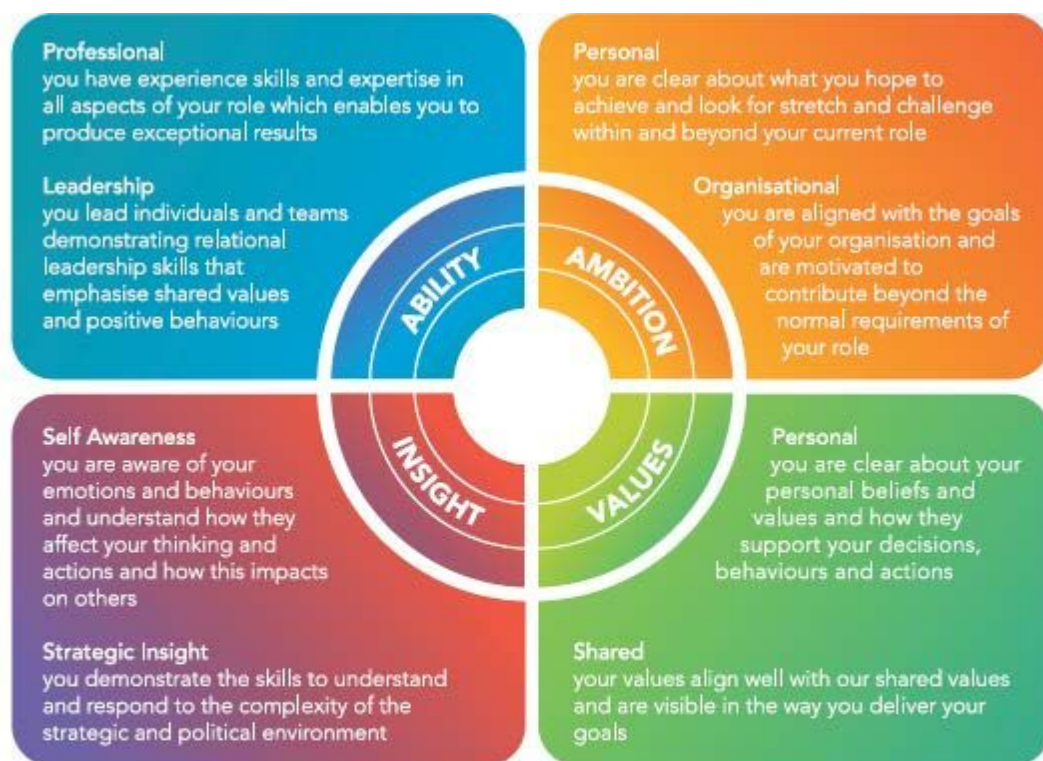 Professional
you have experience skills and expertise in
all aspects of your role which enables you to
produce exceptional results
Leadership
you lead individuals and teams
demonstrating relational
leadership skills that
emphasise shared values
and positive behaviours
Personal
you are clear about what you hope to
achieve and look for stretch and challenge
within and beyond your current role
Organisational
you are aligned with the goals
of your organisation and
are motivated to
contribute beyond the
normal requirements of
your role
ABILITY
AMBITION
INSIGHT
VALUES
Self Awareness
you are aware of your
emotions and behaviours
and understand how they
affect your thinking and
actions and how this impacts
on others
Strategic Insight
you demonstrate the skills to understand
and respond to the complexity of the
strategic and political environment
Personal
you are clear about your
personal beliefs and
values and how they
support your decisions,
behaviours and actions
Shared
your values align well with our shared values
and are visible in the way you deliver your
goals